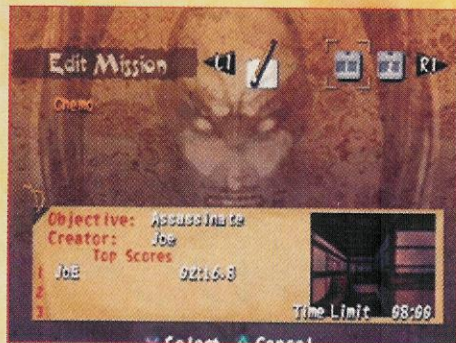 Edit Mission L1 R1
Chemo
Objective: Assassinate
Creator: Joe
Top Scores
1 JoE 02:16.8
2
3
Time Limit 08:00
Select Cancel